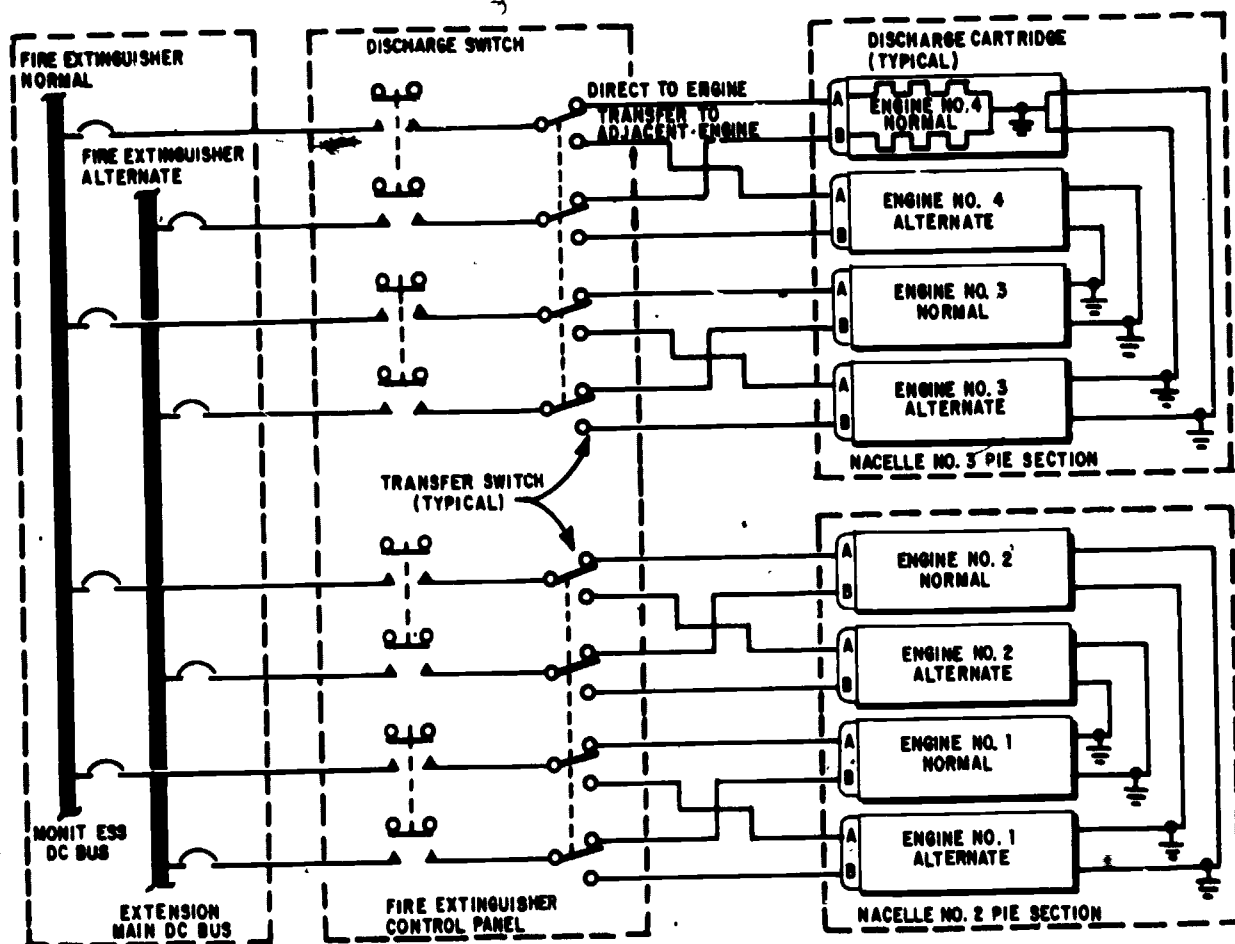 FIRE EXTINGUISHER
NORMAL
FIRE EXTINGUISHER
ALTERNATE
MONIT ESS
DC BUS
EXTENSION
MAIN DC BUS
DISCHARGE SWITCH
DIRECT TO ENGINE
TRANSFER TO
ADJACENT ENGINE
TRANSFER SWITCH
(TYPICAL)
FIRE EXTINGUISHER
CONTROL PANEL
DISCHARGE CARTRIDGE
(TYPICAL)
A
B
ENGINE NO. 4
NORMAL
A
B
ENGINE NO. 4
ALTERNATE
A
B
ENGINE NO. 3
NORMAL
A
B
ENGINE NO. 3
ALTERNATE
NACELLE NO. 3 PIE SECTION
A
B
ENGINE NO. 2
NORMAL
A
B
ENGINE NO. 2
ALTERNATE
A
B
ENGINE NO. 1
NORMAL
A
B
ENGINE NO. 1
ALTERNATE
NACELLE NO. 2 PIE SECTION